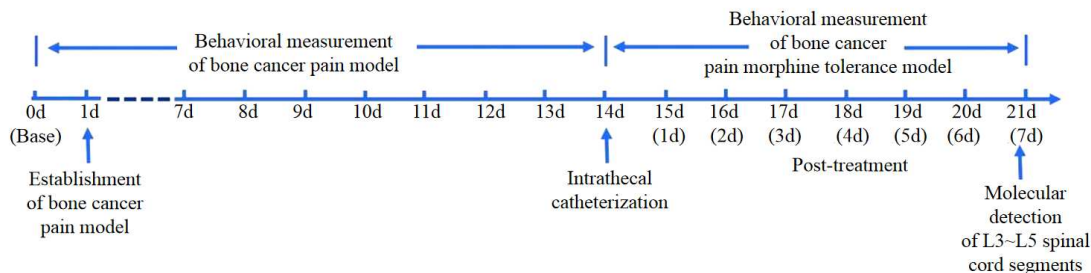 Behavioral measurement
of bone cancer pain model
Behavioral measurement
of bone cancer
pain morphine tolerance model
0d 1d 7d 8d 9d 10d 11d 12d 13d 14d 15d 16d 17d 18d 19d 20d 21d
(Base) (1d) (2d) (3d) (4d) (5d) (6d) (7d)
Establishment
of bone cancer
pain model
Intrathecal
catheterization
Post-treatment
Molecular
detection
of L3~L5 spinal
cord segments